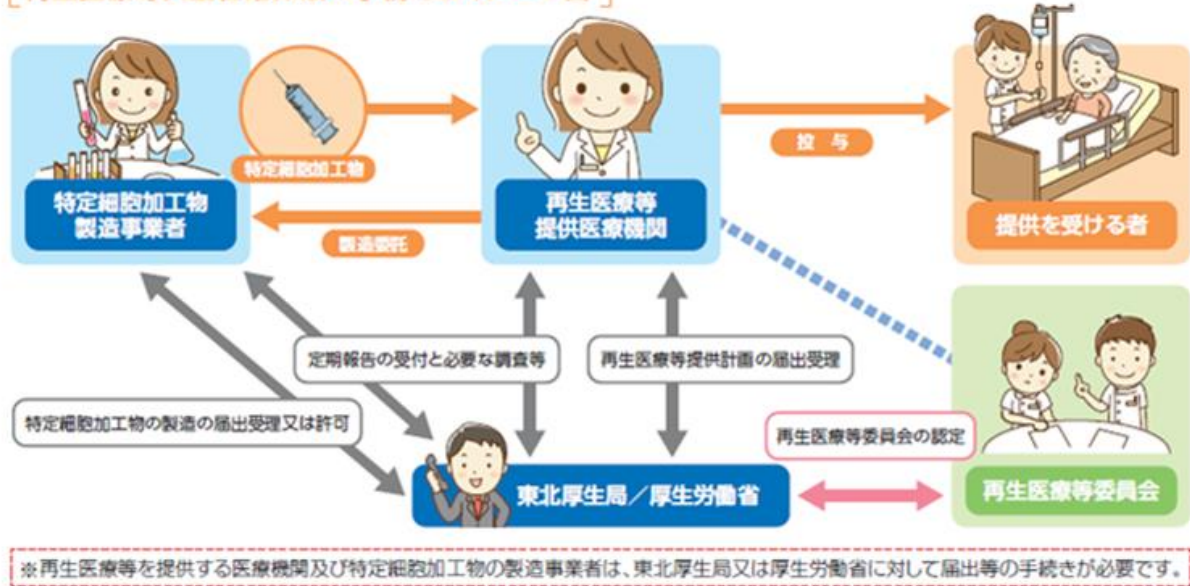 特定細胞加工物
特定細胞加工物
製造事業者
製造委託
再生医療等
提供医療機関
投与
提供を受ける者
定期報告の受付と必要な調査等
再生医療等提供計画の届出受理
特定細胞加工物の製造の届出受理又は許可
再生医療等委員会の認定
東北厚生局／厚生労働省
再生医療等委員会
※再生医療等を提供する医療機関及び特定細胞加工物の製造事業者は、東北厚生局又は厚生労働省に対して届出等の手続きが必要です。